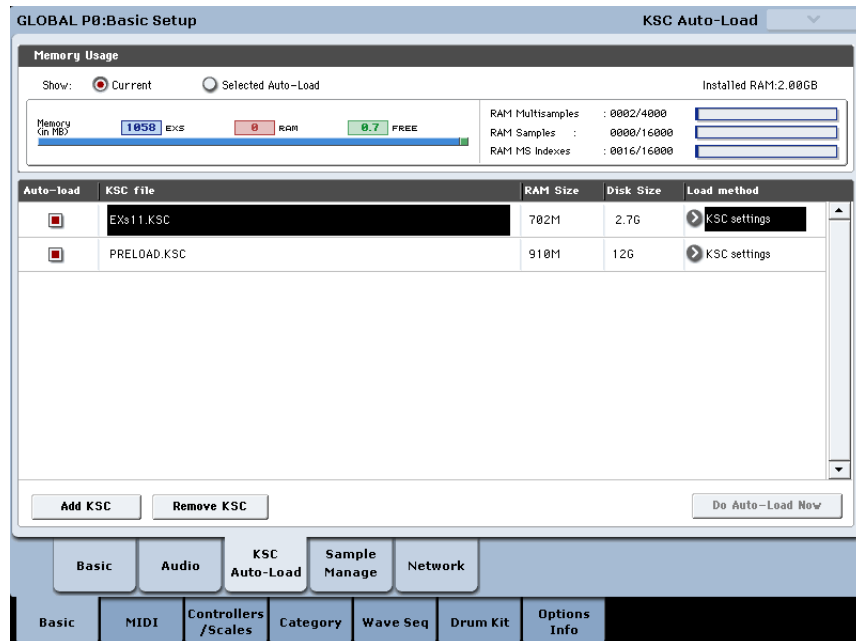 GLOBAL P0:Basic Setup KSC Auto-Load
Memory Usage
Show: Current Selected Auto-Load Installed RAM:2.00GB
Memory (in MB) 1058 EXS 0 RAM 0.7 FREE
RAM Multisamples : 0002/4000
RAM Samples : 0000/16000
RAM MS Indexes : 0016/16000
Auto-load KSC file RAM Size Disk Size Load method
EXs11.KSC 702M 2.7G KSC settings
PRELOAD.KSC 910M 12G KSC settings
Add KSC Remove KSC Do Auto-Load Now
Basic Audio KSC Auto-Load Sample Manage Network
Basic MIDI Controllers /Scales Category Wave Seq Drum Kit Options Info